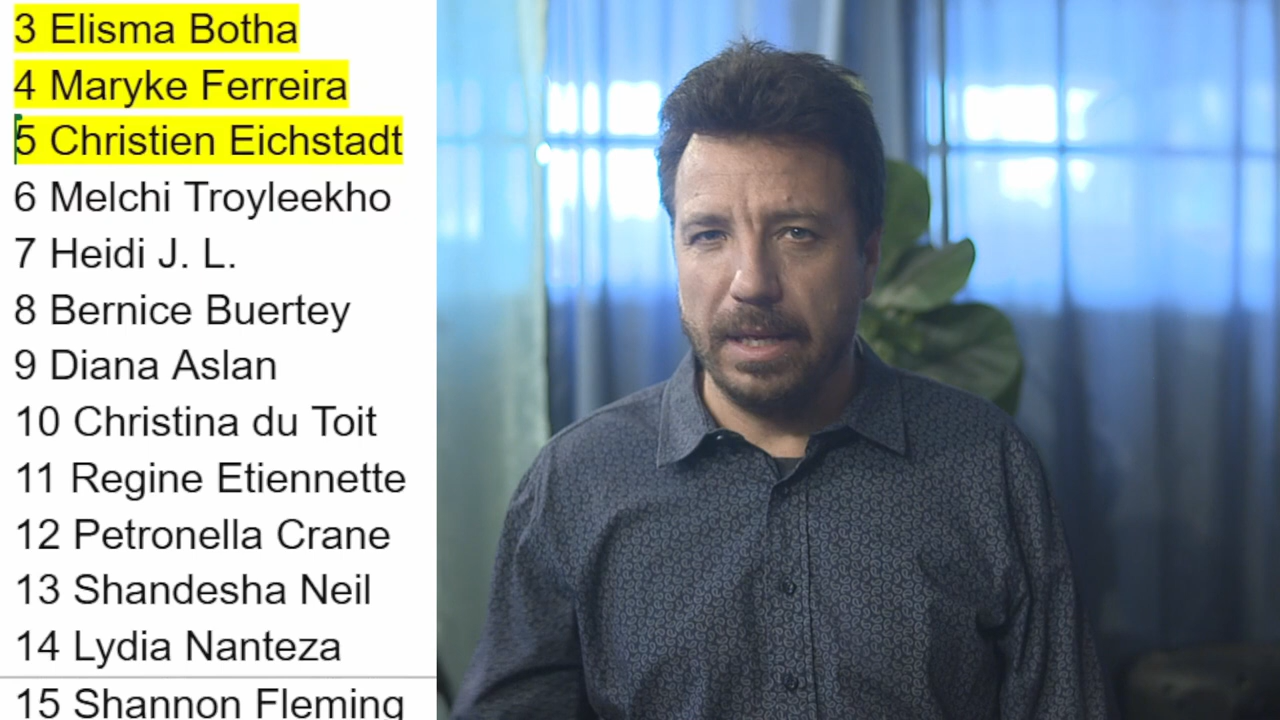 3 Elisma Botha
4 Maryke Ferreira
5 Christien Eichstadt
6 Melchi Troyleekho
7 Heidi J. L.
8 Bernice Buertey
9 Diana Aslan
10 Christina du Toit
11 Regine Etiennette
12 Petronella Crane
13 Shandesha Neil
14 Lydia Nanteza
15 Shannon Fleming